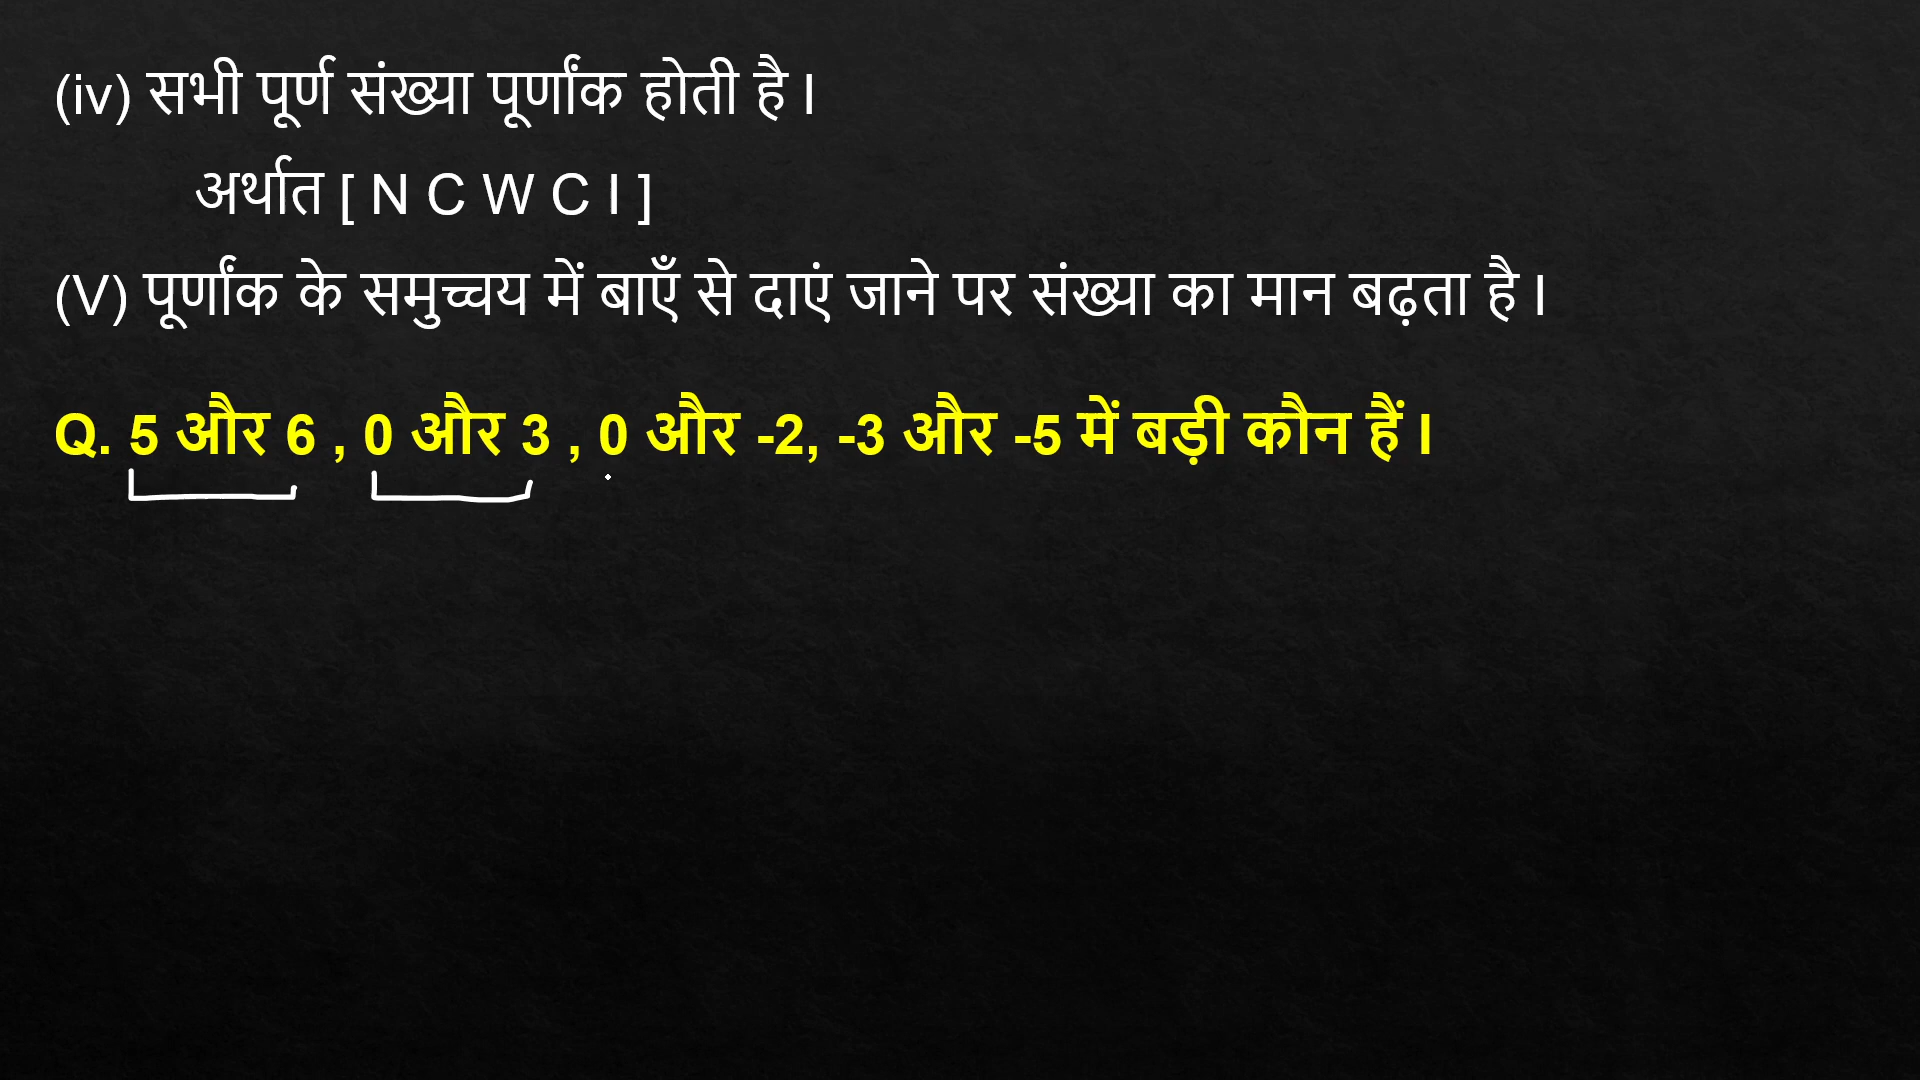 (iv) सभी पूर्ण संख्या पूर्णांक होती है I
अर्थात [ N C W C I ]
(V) पूर्णांक के समुच्चय में बाएँ से दाएं जाने पर संख्या का मान बढ़ता है I
Q. 5 और 6 , 0 और 3 , 0 और -2, -3 और -5 में बड़ी कौन हैं I